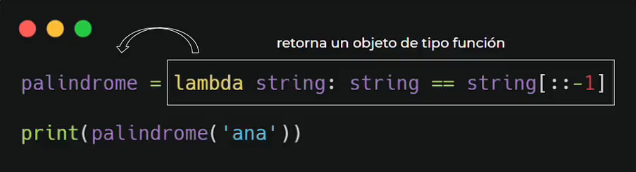 retorna un objeto de tipo función
palindrome = lambda string: string == string[::-1]
print(palindrome('ana'))